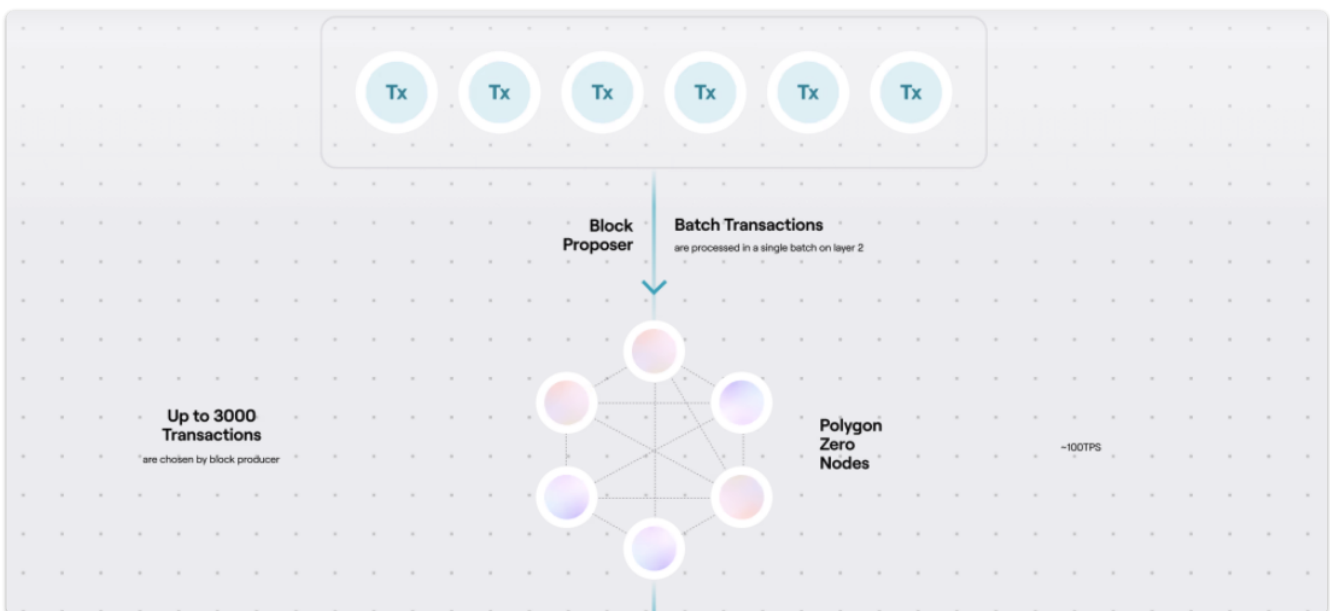 Tx Tx Tx Tx Tx Tx
Block
Proposer
Batch Transactions
are processed in a single batch on layer 2
Up to 3000
Transactions
are chosen by block producer
Polygon
Zero
Nodes
~100TPS